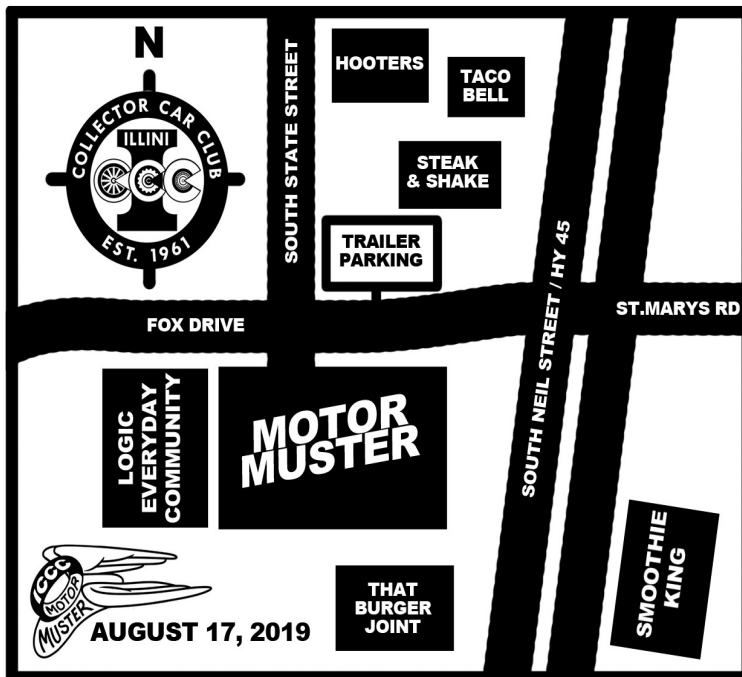 N
COLLECTOR CAR CLUB
ILLINI
CCC
EST. 1961
SOUTH STATE STREET
HOOTERS
TACO
BELL
STEAK
& SHAKE
TRAILER
PARKING
FOX DRIVE
SOUTH NEIL STREET / HY 45
ST.MARYS RD
LOGIC
EVERYDAY
COMMUNITY
MOTOR
MUSTER
SMOOTHIE
KING
THAT
BURGER
JOINT
ICCC
MOTOR
MUSTER
AUGUST 17, 2019